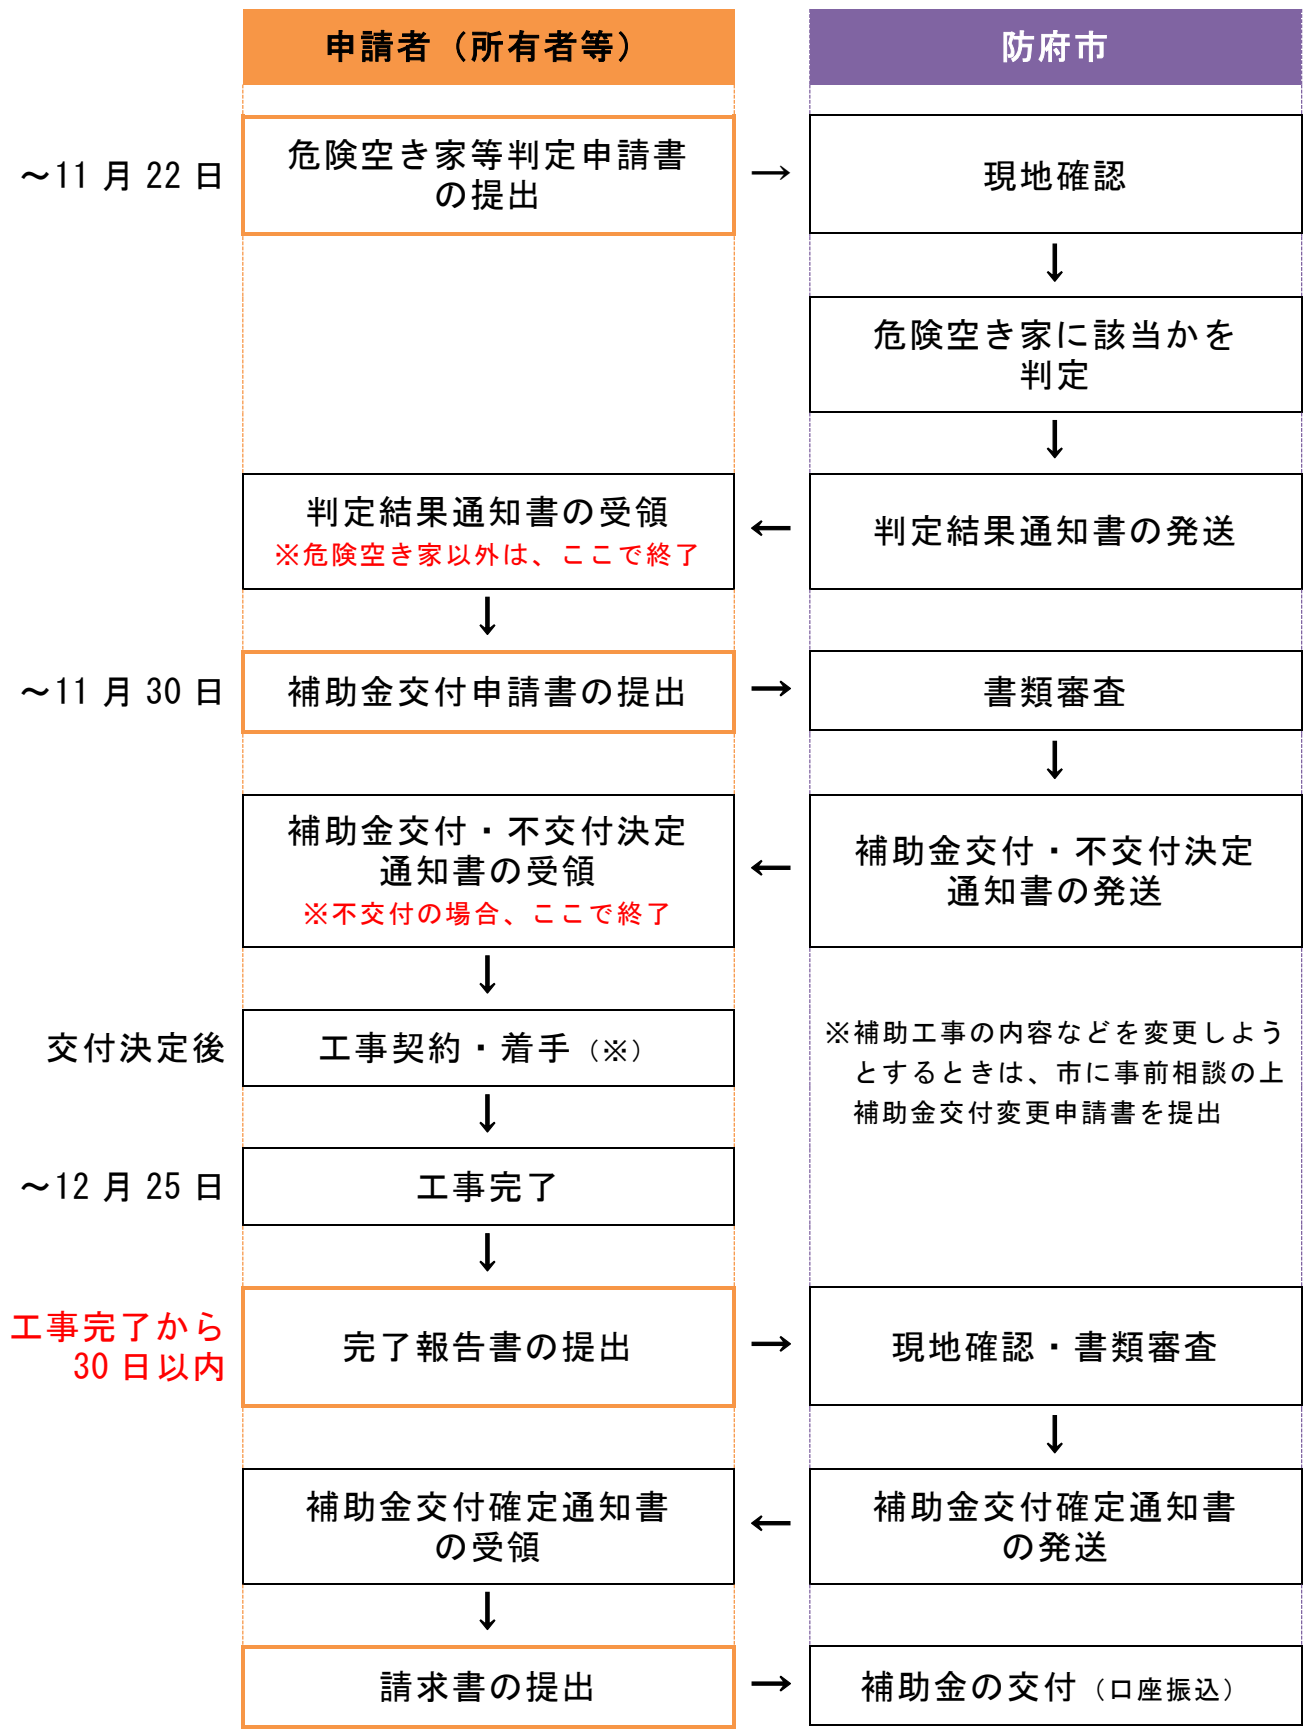 申請者（所有者等）
防府市
～11月22日
危険空き家等判定申請書
の提出
→
現地確認
↓
危険空き家に該当かを
判定
↓
判定結果通知書の受領
※危険空き家以外は、ここで終了
←
判定結果通知書の発送
↓
～11月30日
補助金交付申請書の提出
→
書類審査
↓
補助金交付・不交付決定
通知書の受領
※不交付の場合、ここで終了
←
補助金交付・不交付決定
通知書の発送
↓
交付決定後
工事契約・着手（※）
※補助工事の内容などを変更しよう
とするときは、市に事前相談の上
補助金交付変更申請書を提出
↓
～12月25日
工事完了
↓
工事完了から
30日以内
完了報告書の提出
→
現地確認・書類審査
↓
補助金交付確定通知書
の受領
←
補助金交付確定通知書
の発送
↓
請求書の提出
→
補助金の交付（口座振込）